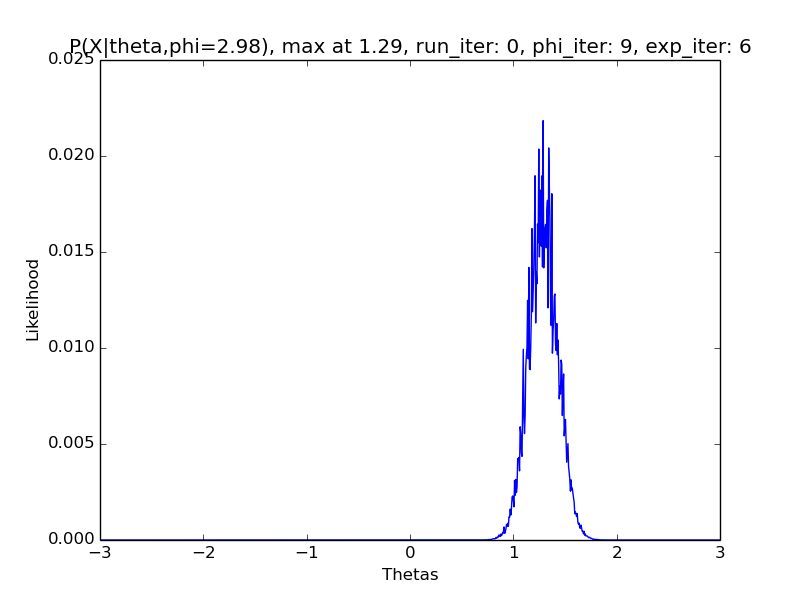 P(X|theta,phi=2.98), max at 1.29, run_iter: 0, phi_iter: 9, exp_iter: 6
0.025
0.020
0.015
0.010
0.005
0.000
Likelihood
−3 −2 −1 0 1 2 3
Thetas